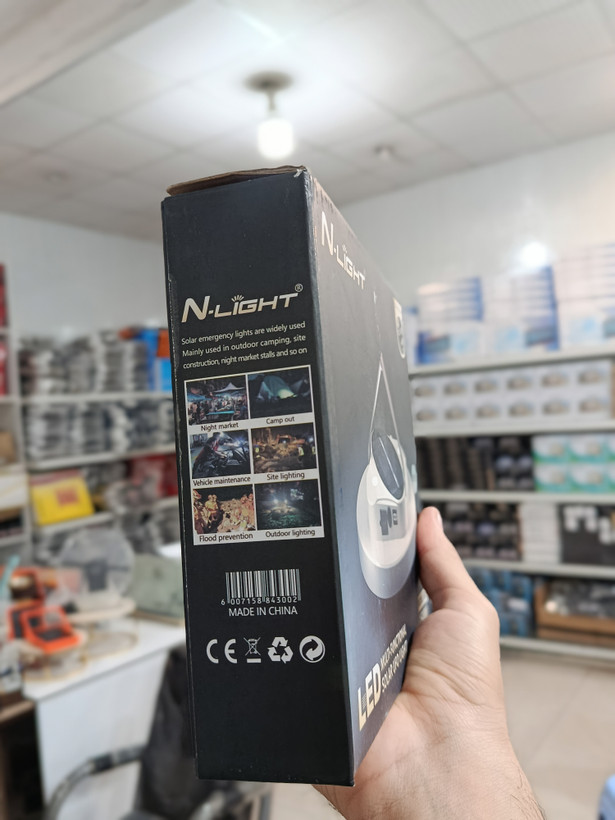 N-LIGHT®
Solar emergency lights are widely used
Mainly used in outdoor camping, site
construction, night market stalls and so on
Night market
Camp out
Vehicle maintenance
Site lighting
Flood prevention
Outdoor lighting
6 007158 843002
MADE IN CHINA
CE
N-LIGHT
LED
SOLAR